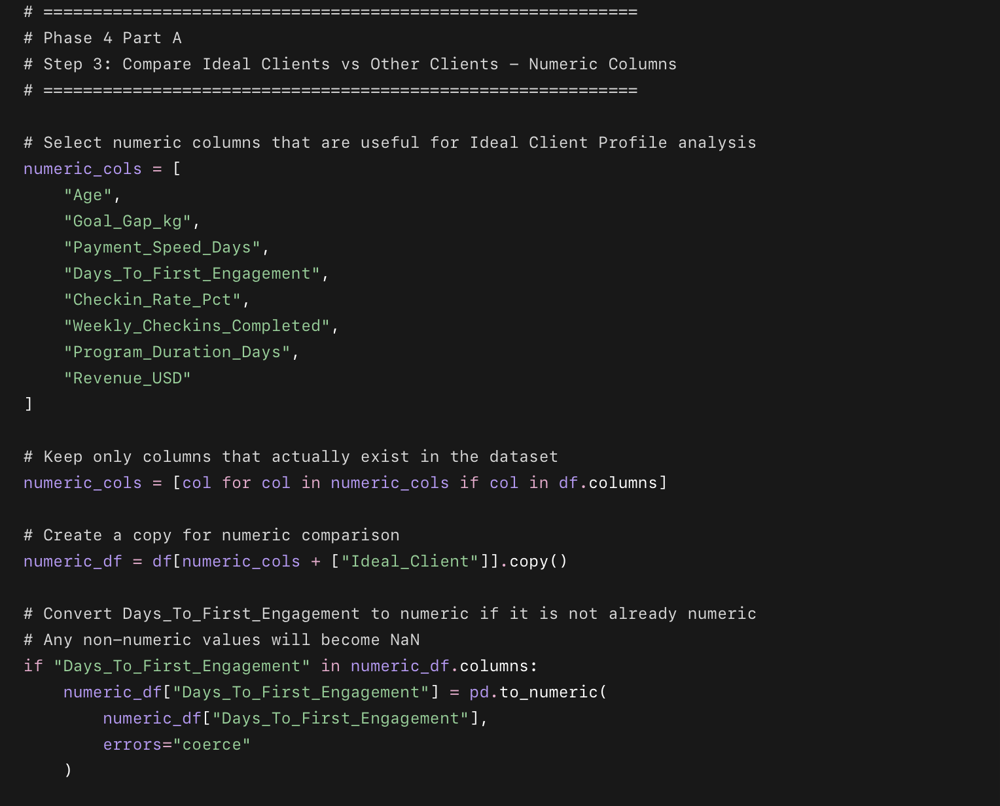 # ============================================================
# Phase 4 Part A
# Step 3: Compare Ideal Clients vs Other Clients – Numeric Columns
# ============================================================
# Select numeric columns that are useful for Ideal Client Profile analysis
numeric_cols = [
    "Age",
    "Goal_Gap_kg",
    "Payment_Speed_Days",
    "Days_To_First_Engagement",
    "Checkin_Rate_Pct",
    "Weekly_Checkins_Completed",
    "Program_Duration_Days",
    "Revenue_USD"
]
# Keep only columns that actually exist in the dataset
numeric_cols = [col for col in numeric_cols if col in df.columns]
# Create a copy for numeric comparison
numeric_df = df[numeric_cols + ["Ideal_Client"]].copy()
# Convert Days_To_First_Engagement to numeric if it is not already numeric
# Any non-numeric values will become NaN
if "Days_To_First_Engagement" in numeric_df.columns:
    numeric_df["Days_To_First_Engagement"] = pd.to_numeric(
        numeric_df["Days_To_First_Engagement"],
        errors="coerce"
    )